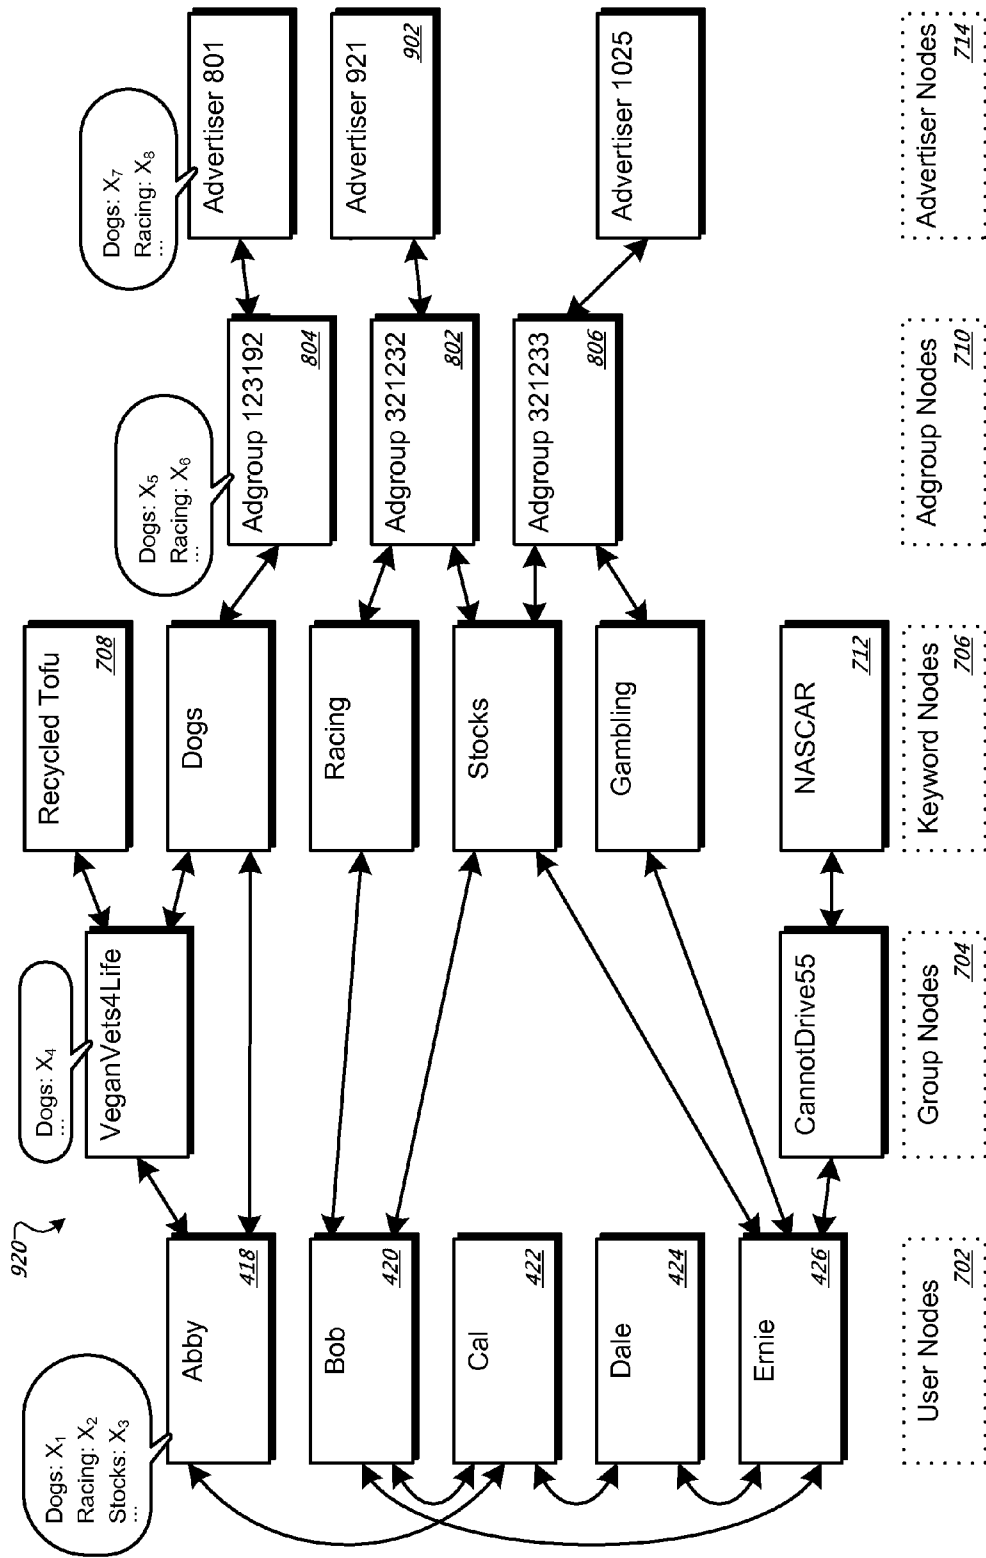 920
Dogs: X₁
Racing: X₂
Stocks: X₃
...
Abby
418
Bob
420
Cal
422
Dale
424
Ernie
426
User Nodes
702
Dogs: X₄
...
VeganVets4Life
CannotDrive55
Group Nodes
704
Recycled Tofu
708
Dogs
Racing
Stocks
Gambling
NASCAR
712
Keyword Nodes
706
Dogs: X₅
Racing: X₆
...
Adgroup 123192
804
Adgroup 321232
802
Adgroup 321233
806
Adgroup Nodes
710
Dogs: X₇
Racing: X₈
...
Advertiser 801
Advertiser 921
902
Advertiser 1025
Advertiser Nodes
714